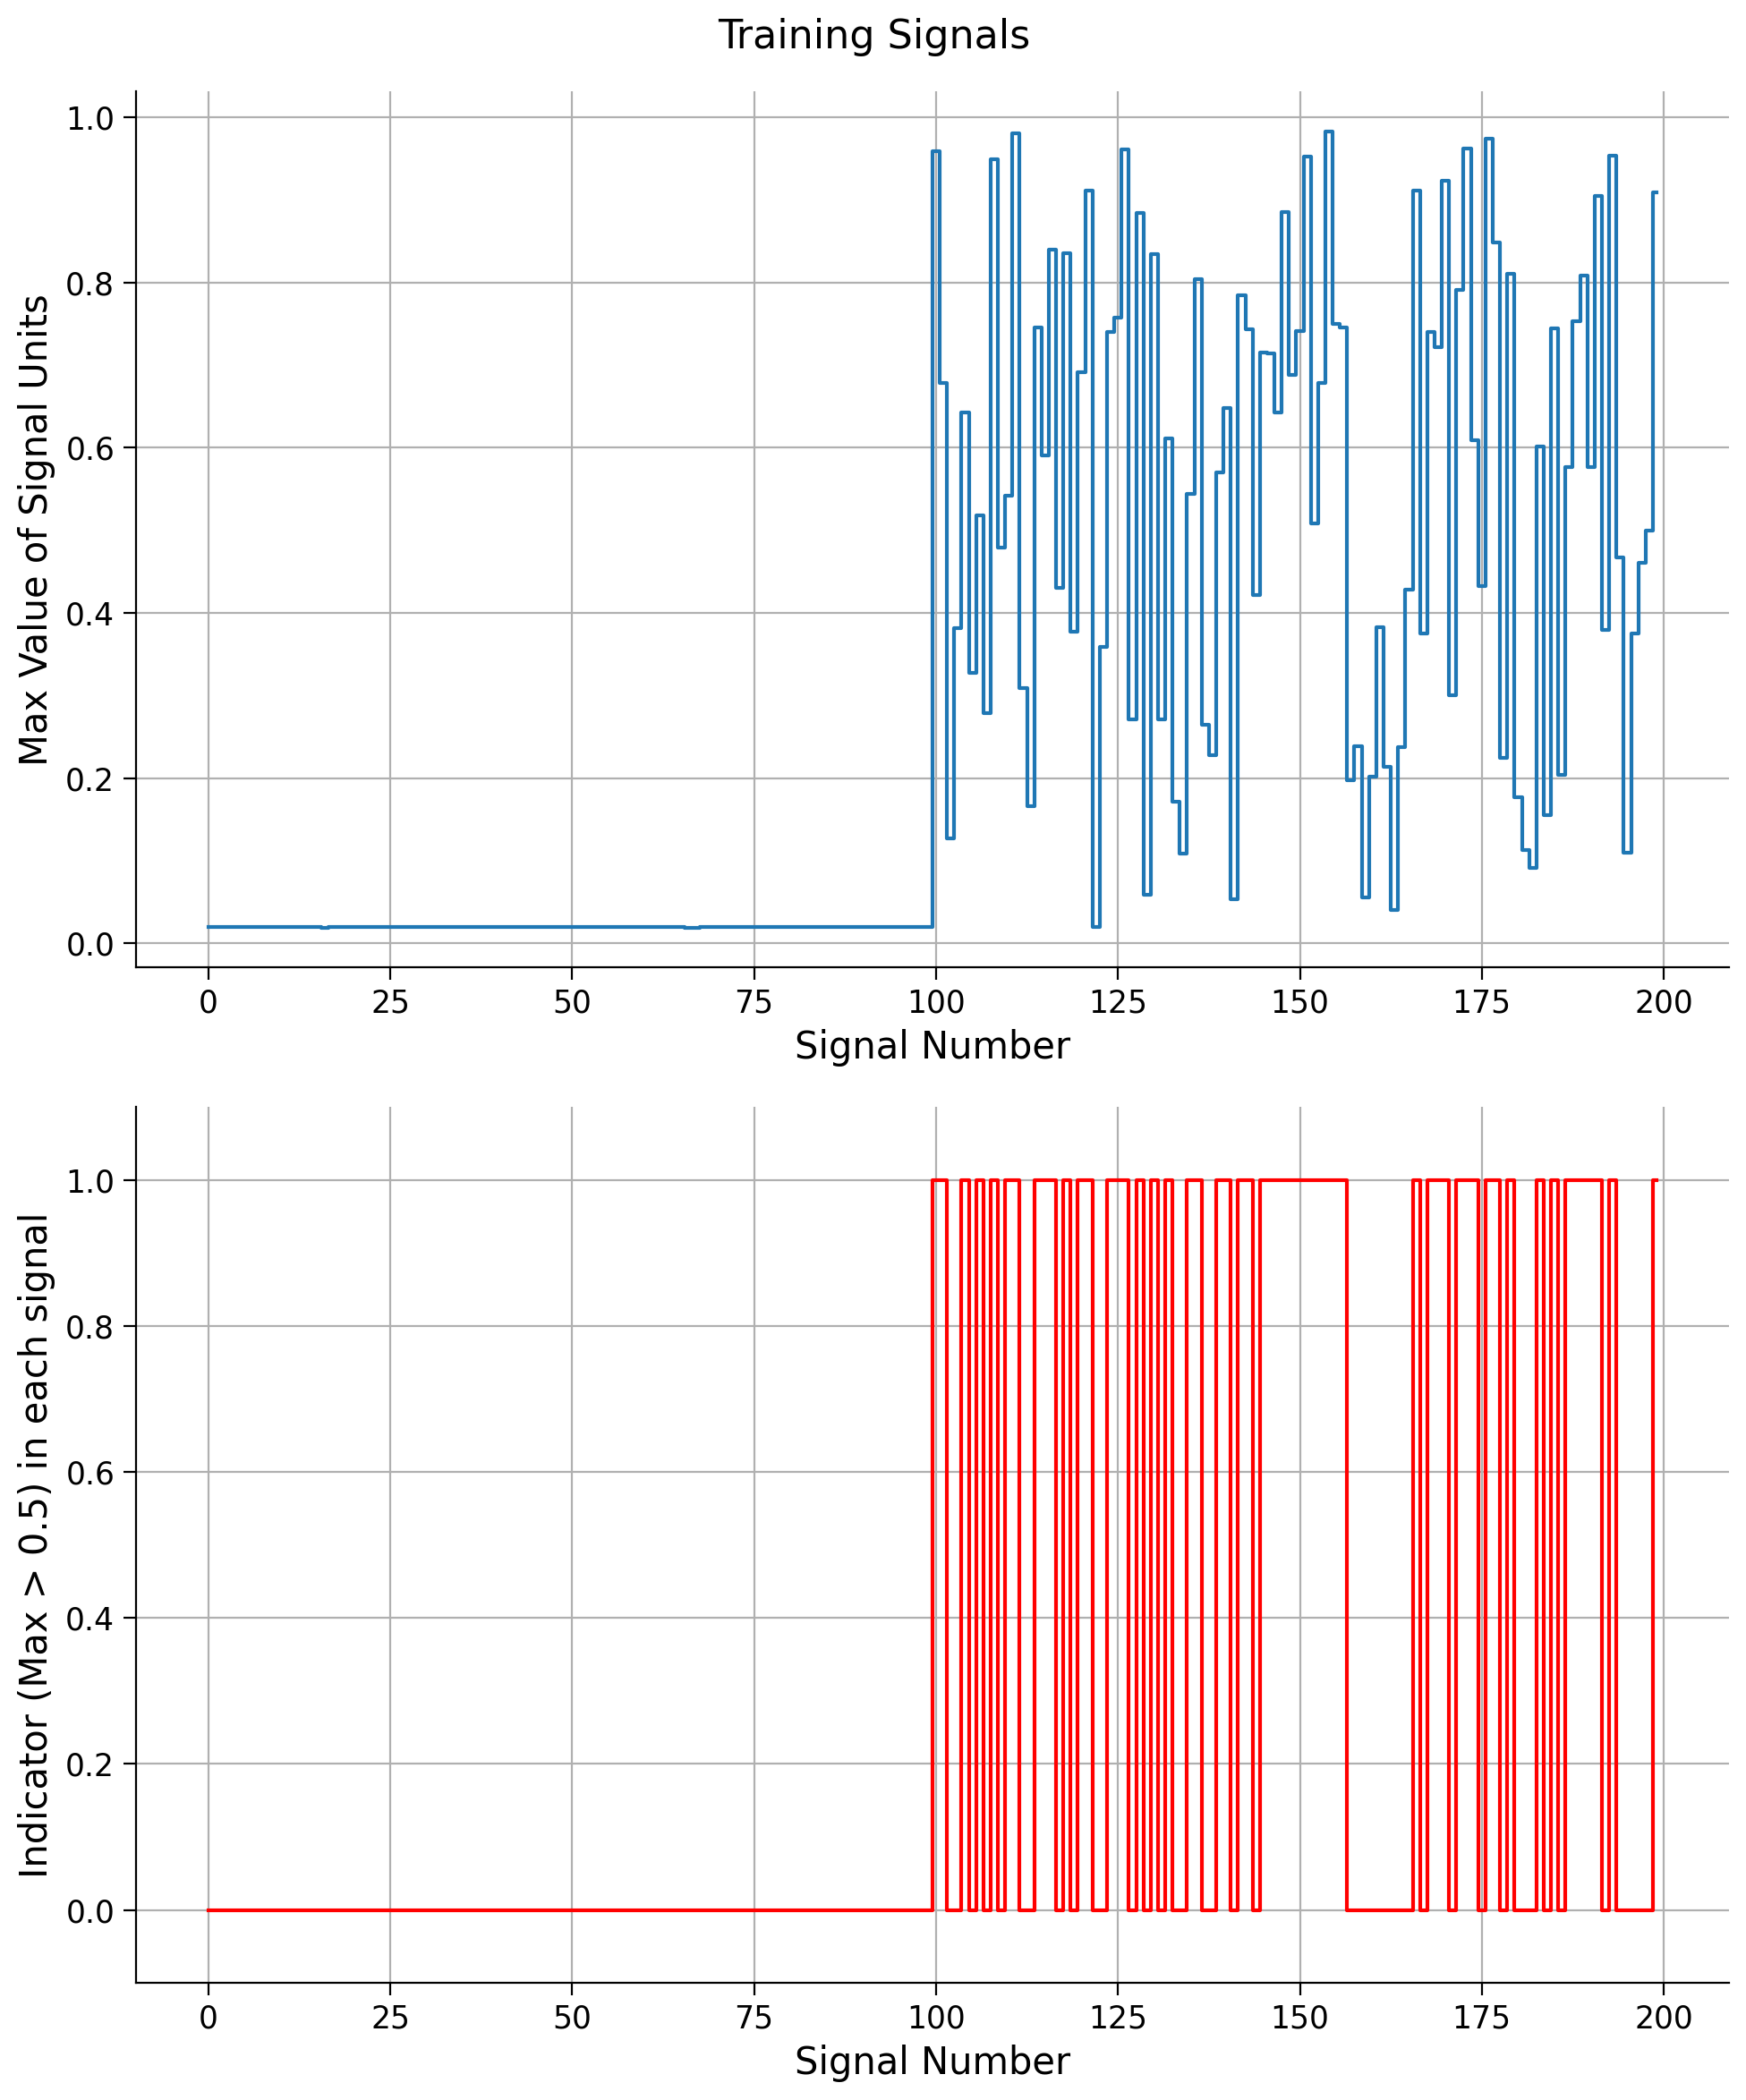 Training Signals
Max Value of Signal Units
1.0
0.8
0.6
0.4
0.2
0.0
0 25 50 75 100 125 150 175 200
Signal Number
Indicator (Max > 0.5) in each signal
1.0
0.8
0.6
0.4
0.2
0.0
0 25 50 75 100 125 150 175 200
Signal Number